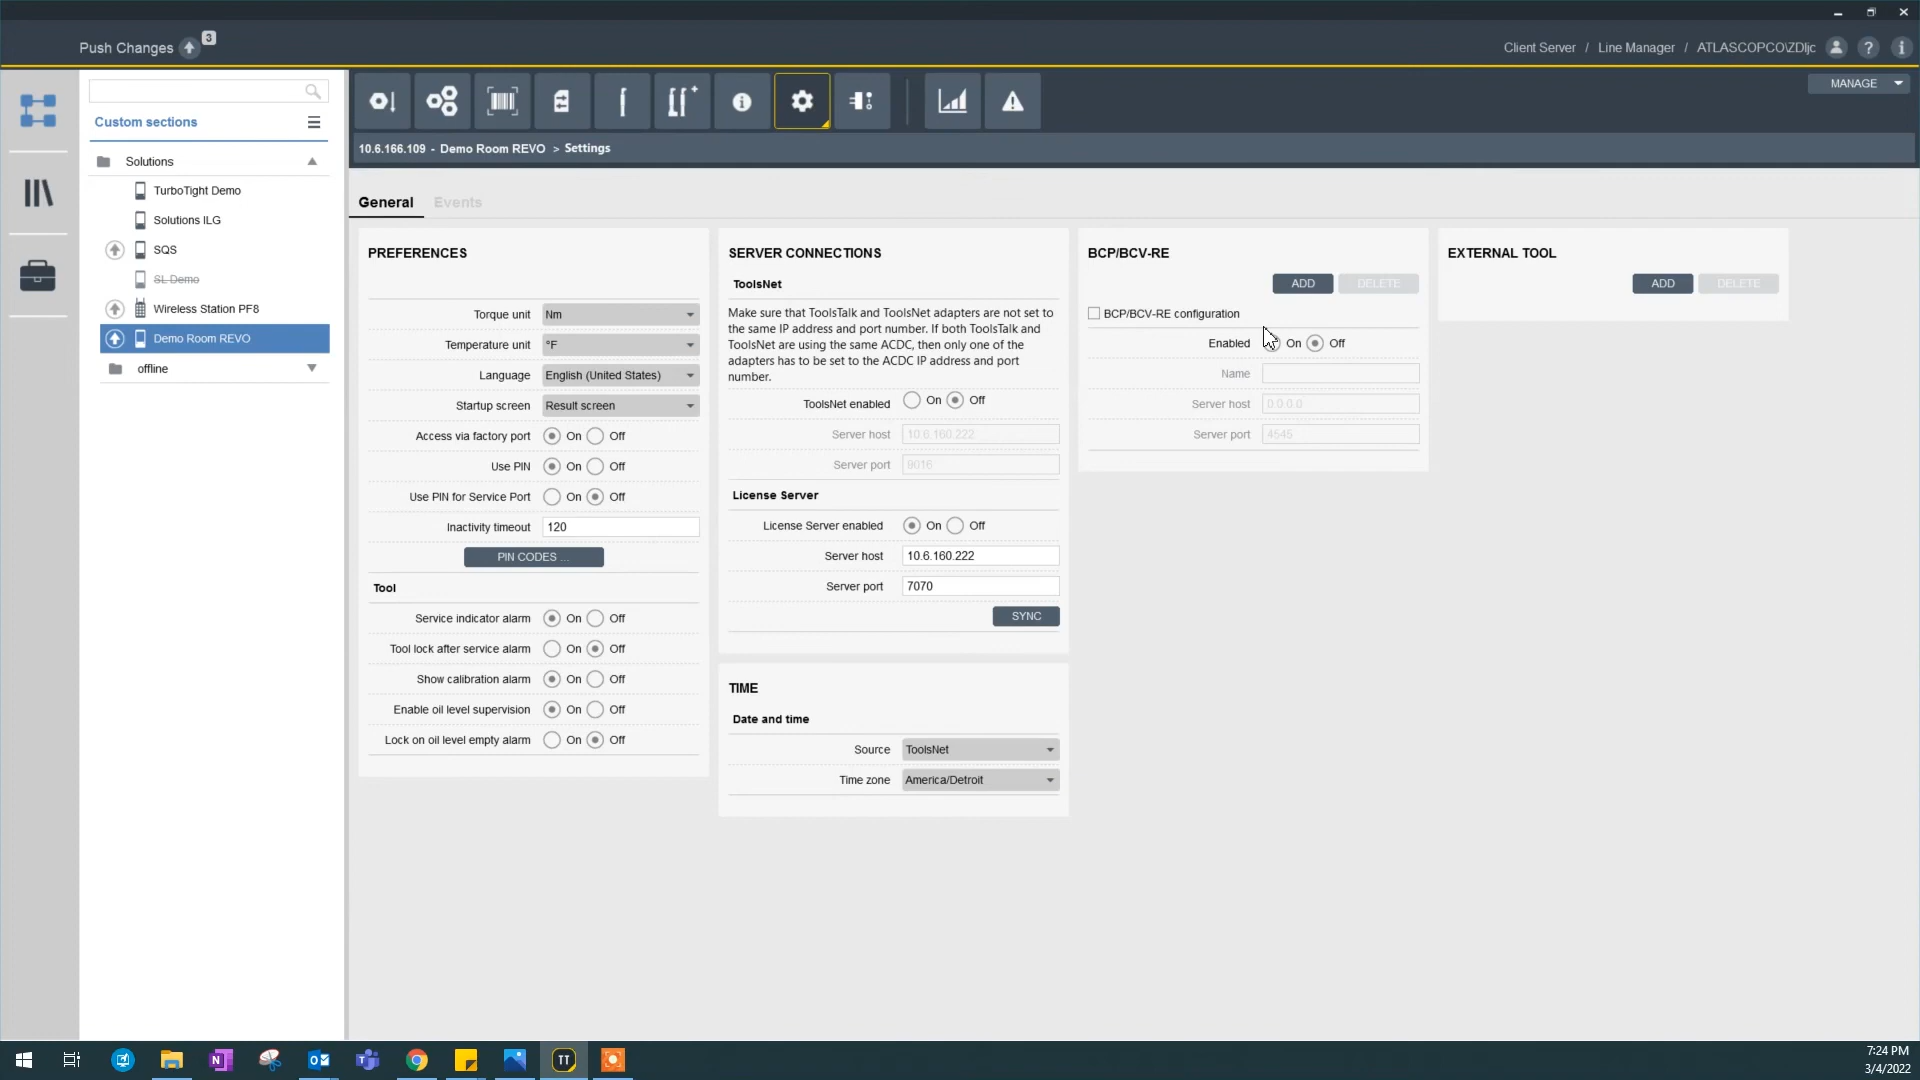 Push Changes
3
Client Server / Line Manager / ATLASCOPCO\ZDljc
?
i
MANAGE
Custom sections
Solutions
TurboTight Demo
Solutions ILG
SQS
SL Demo
Wireless Station PF8
Demo Room REVO
offline
10.6.166.109 - Demo Room REVO > Settings
General
Events
PREFERENCES
Torque unit Nm
Temperature unit °F
Language English (United States)
Startup screen Result screen
Access via factory port On Off
Use PIN On Off
Use PIN for Service Port On Off
Inactivity timeout 120
PIN CODES ...
Tool
Service indicator alarm On Off
Tool lock after service alarm On Off
Show calibration alarm On Off
Enable oil level supervision On Off
Lock on oil level empty alarm On Off
SERVER CONNECTIONS
ToolsNet
Make sure that ToolsTalk and ToolsNet adapters are not set to
the same IP address and port number. If both ToolsTalk and
ToolsNet are using the same ACDC, then only one of the
adapters has to be set to the ACDC IP address and port
number.
ToolsNet enabled On Off
Server host 10.6.160.222
Server port 9016
License Server
License Server enabled On Off
Server host 10.6.160.222
Server port 7070
SYNC
TIME
Date and time
Source ToolsNet
Time zone America/Detroit
BCP/BCV-RE
ADD DELETE
BCP/BCV-RE configuration
Enabled On Off
Name
Server host 0.0.0.0
Server port 4545
EXTERNAL TOOL
ADD DELETE
TT
7:24 PM
3/4/2022